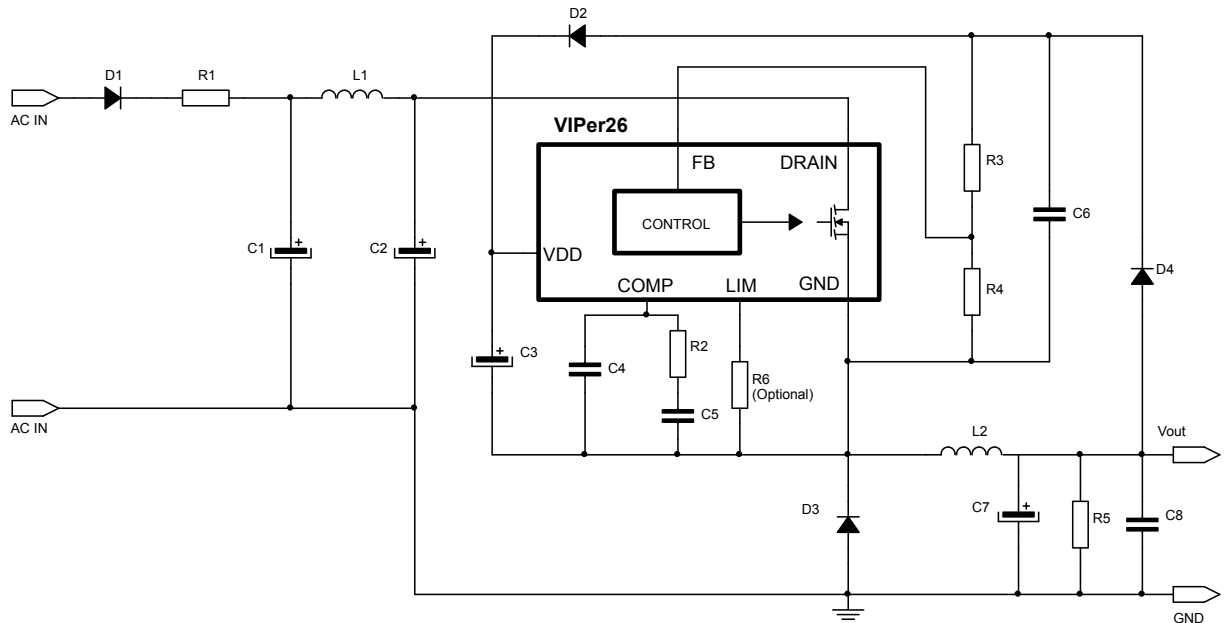 D2
D1
R1
L1
AC IN
VIPer26
FB
DRAIN
R3
CONTROL
C1
+
C2
+
C6
VDD
D4
COMP
LIM
GND
R4
+
C3
R2
C4
R6
(Optional)
C5
AC IN
L2
Vout
D3
C7
+
R5
C8
GND